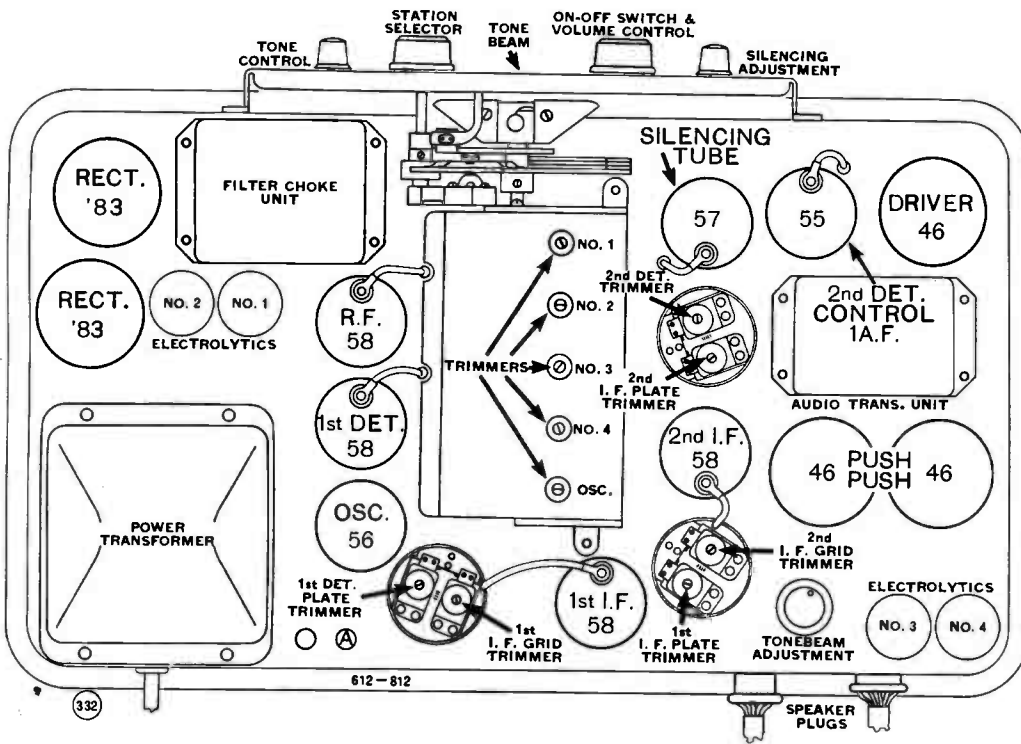 STATION
SELECTOR
TONE
BEAM
ON-OFF SWITCH &
VOLUME CONTROL
TONE
CONTROL
SILENCING
ADJUSTMENT
RECT.
'83
FILTER CHOKE
UNIT
SILENCING
TUBE
57
55
DRIVER
46
RECT.
'83
NO. 2
NO. 1
ELECTROLYTICS
R.F.
58
NO. 1
NO. 2
TRIMMERS
NO. 3
NO. 4
OSC.
2nd DET.
TRIMMER
2nd
I. F. PLATE
TRIMMER
2nd DET.
CONTROL
1A.F.
AUDIO TRANS. UNIT
1st DET.
58
2nd I.F.
58
46
PUSH
PUSH
46
POWER
TRANSFORMER
OSC.
56
1st DET.
PLATE
TRIMMER
1st
I. F. GRID
TRIMMER
1st I.F.
58
2nd
I. F. GRID
TRIMMER
1st
I. F. PLATE
TRIMMER
TONEBEAM
ADJUSTMENT
ELECTROLYTICS
NO. 3
NO. 4
A
612—812
332
SPEAKER
PLUGS